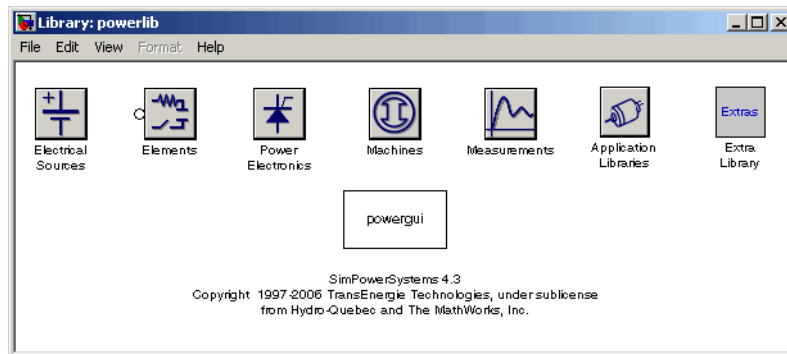 Library: powerlib
File Edit View Format Help
Electrical Sources
Elements
Power Electronics
Machines
Measurements
Application Libraries
Extras
Extra Library
powergui
SimPowerSystems 4.3
Copyright 1997-2006 TransEnergie Technologies, under sublicense
from Hydro-Quebec and The MathWorks, Inc.